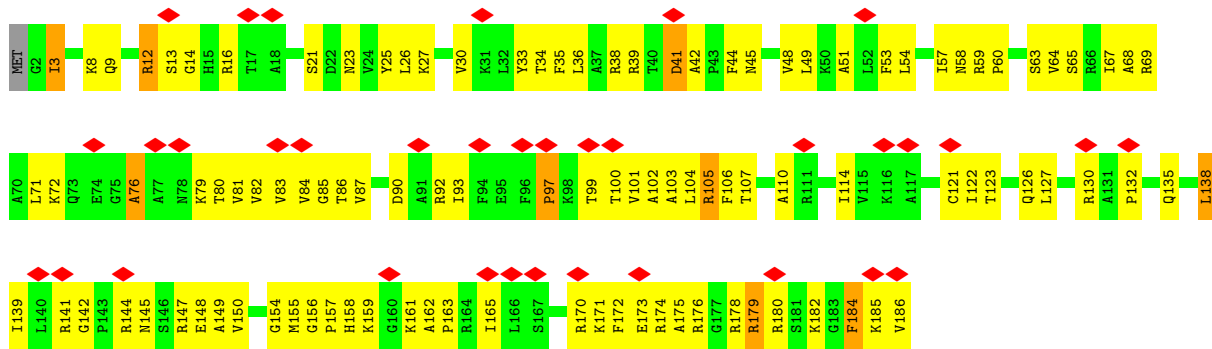 MET G2 I3 K8 Q9 R12 S13 G14 H15 R16 T17 A18 S21 D22 N23 V24 Y25 L26 K27 V30 K31 L32 Y33 T34 F35 L36 A37 R38 R39 T40 D41 A42 P43 F44 N45 V48 L49 K50 A51 L52 F53 L54 I57 N58 R59 P60 S63 V64 S65 R66 I67 A68 R69
A70 L71 K72 Q73 E74 G75 A76 A77 N78 K79 T80 V81 V82 V83 V84 G85 T86 V87 D90 A91 R92 I93 F94 E95 F96 P97 K98 T99 T100 V101 A102 A103 L104 R105 F106 T107 A110 R111 I114 V115 K116 A117 C121 I122 T123 Q126 L127 R130 A131 P132 Q135 L138
I139 L140 R141 G142 P143 R144 N145 S146 R147 E148 A149 V150 G154 M155 G156 P157 H158 K159 G160 K161 A162 P163 R164 I165 L166 S167 R170 K171 F172 E173 R174 A175 R176 G177 R178 R179 R180 S181 K182 G183 F184 K185 V186